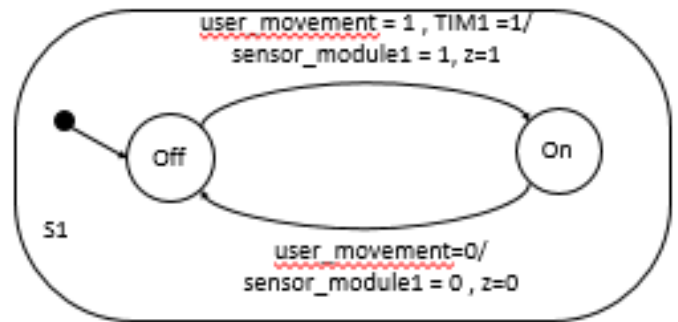 user_movement = 1 , TIM1 =1/
sensor_module1 = 1, z=1
Off
On
S1
user_movement=0/
sensor_module1 = 0 , z=0